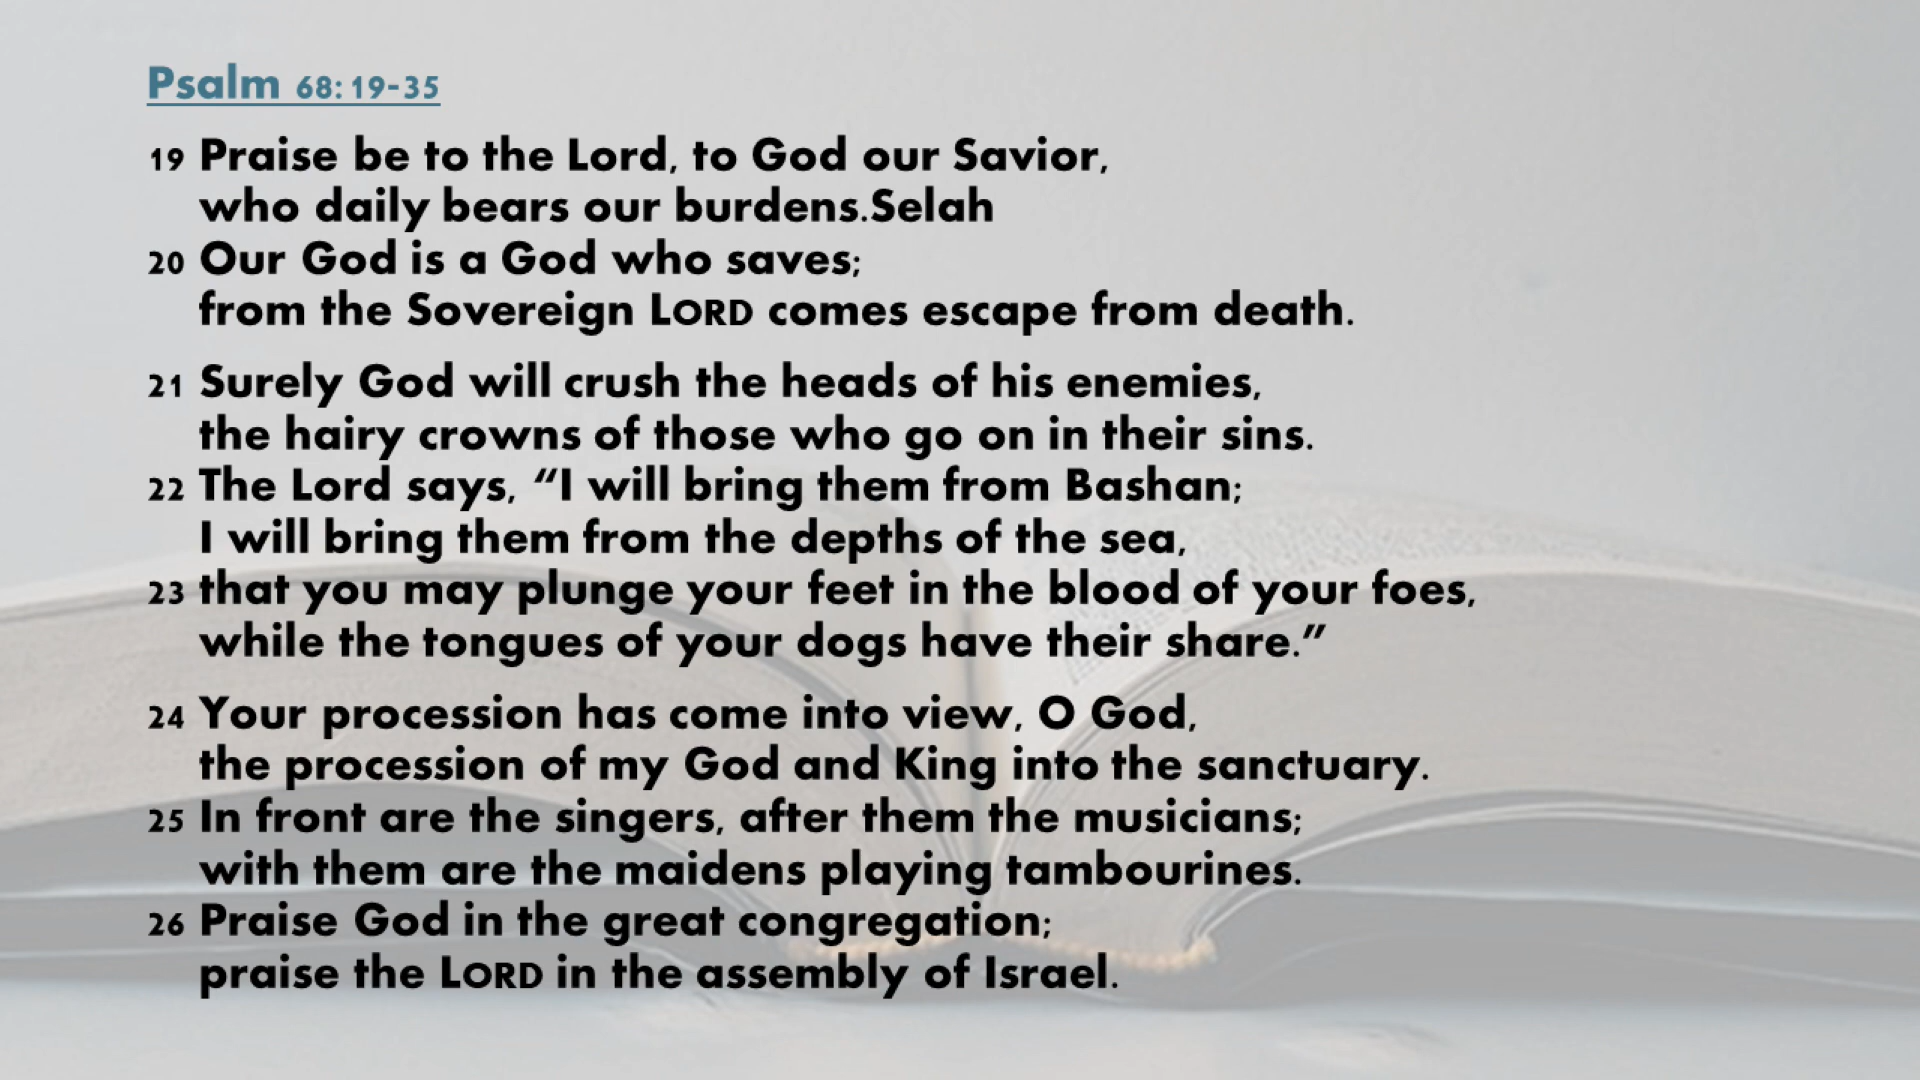 Psalm 68:19-35
19 Praise be to the Lord, to God our Savior,
who daily bears our burdens.Selah
20 Our God is a God who saves;
from the Sovereign LORD comes escape from death.
21 Surely God will crush the heads of his enemies,
the hairy crowns of those who go on in their sins.
22 The Lord says, “I will bring them from Bashan;
I will bring them from the depths of the sea,
23 that you may plunge your feet in the blood of your foes,
while the tongues of your dogs have their share.”
24 Your procession has come into view, O God,
the procession of my God and King into the sanctuary.
25 In front are the singers, after them the musicians;
with them are the maidens playing tambourines.
26 Praise God in the great congregation;
praise the LORD in the assembly of Israel.